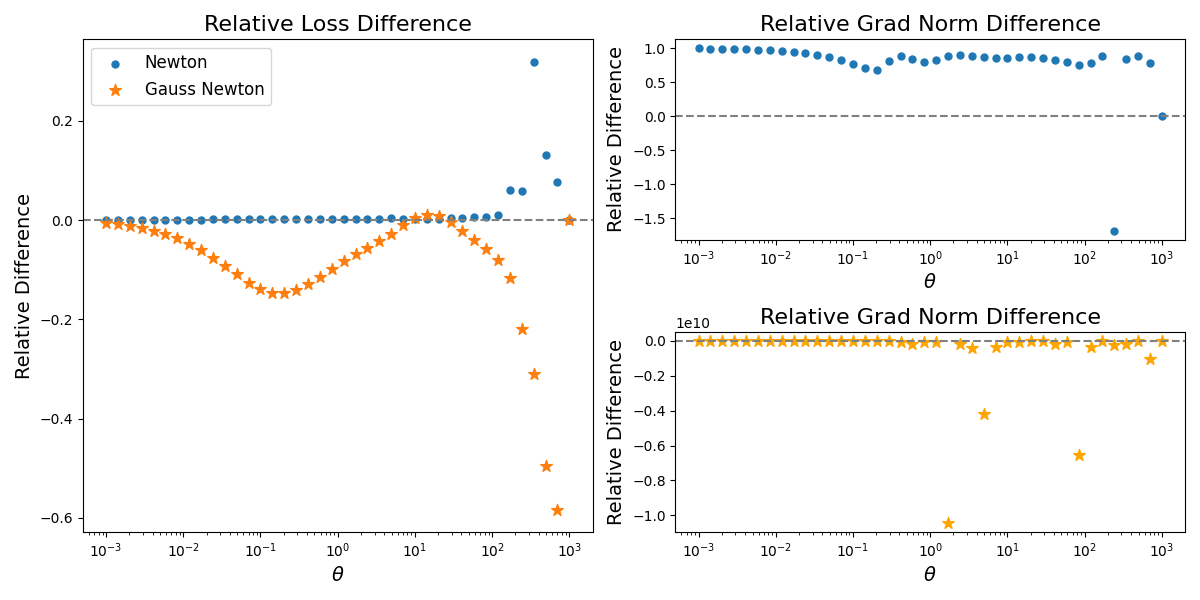 Relative Loss Difference
Newton
Gauss Newton
Relative Difference
0.2
0.0
−0.2
−0.4
−0.6
10⁻³ 10⁻² 10⁻¹ 10⁰ 10¹ 10² 10³
θ
Relative Grad Norm Difference
Relative Difference
1.0
0.5
0.0
−0.5
−1.0
−1.5
10⁻³ 10⁻² 10⁻¹ 10⁰ 10¹ 10² 10³
θ
Relative Grad Norm Difference
1e10
Relative Difference
0.0
−0.2
−0.4
−0.6
−0.8
−1.0
10⁻³ 10⁻² 10⁻¹ 10⁰ 10¹ 10² 10³
θ